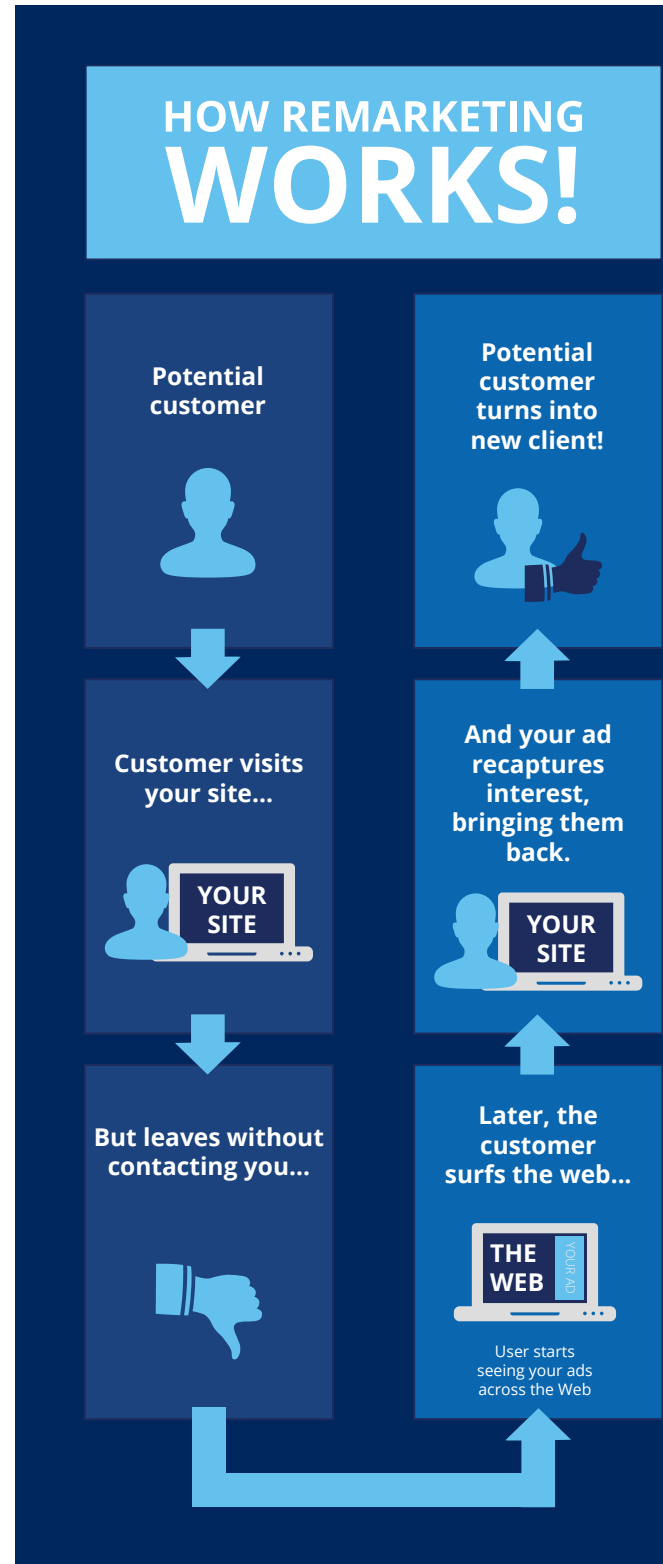 HOW REMARKETING
WORKS!
Potential
customer
Customer visits
your site...
YOUR
SITE
But leaves without
contacting you...
Later, the
customer
surfs the web...
THE
WEB
YOUR AD
User starts
seeing your ads
across the Web
And your ad
recaptures
interest,
bringing them
back.
YOUR
SITE
Potential
customer
turns into
new client!